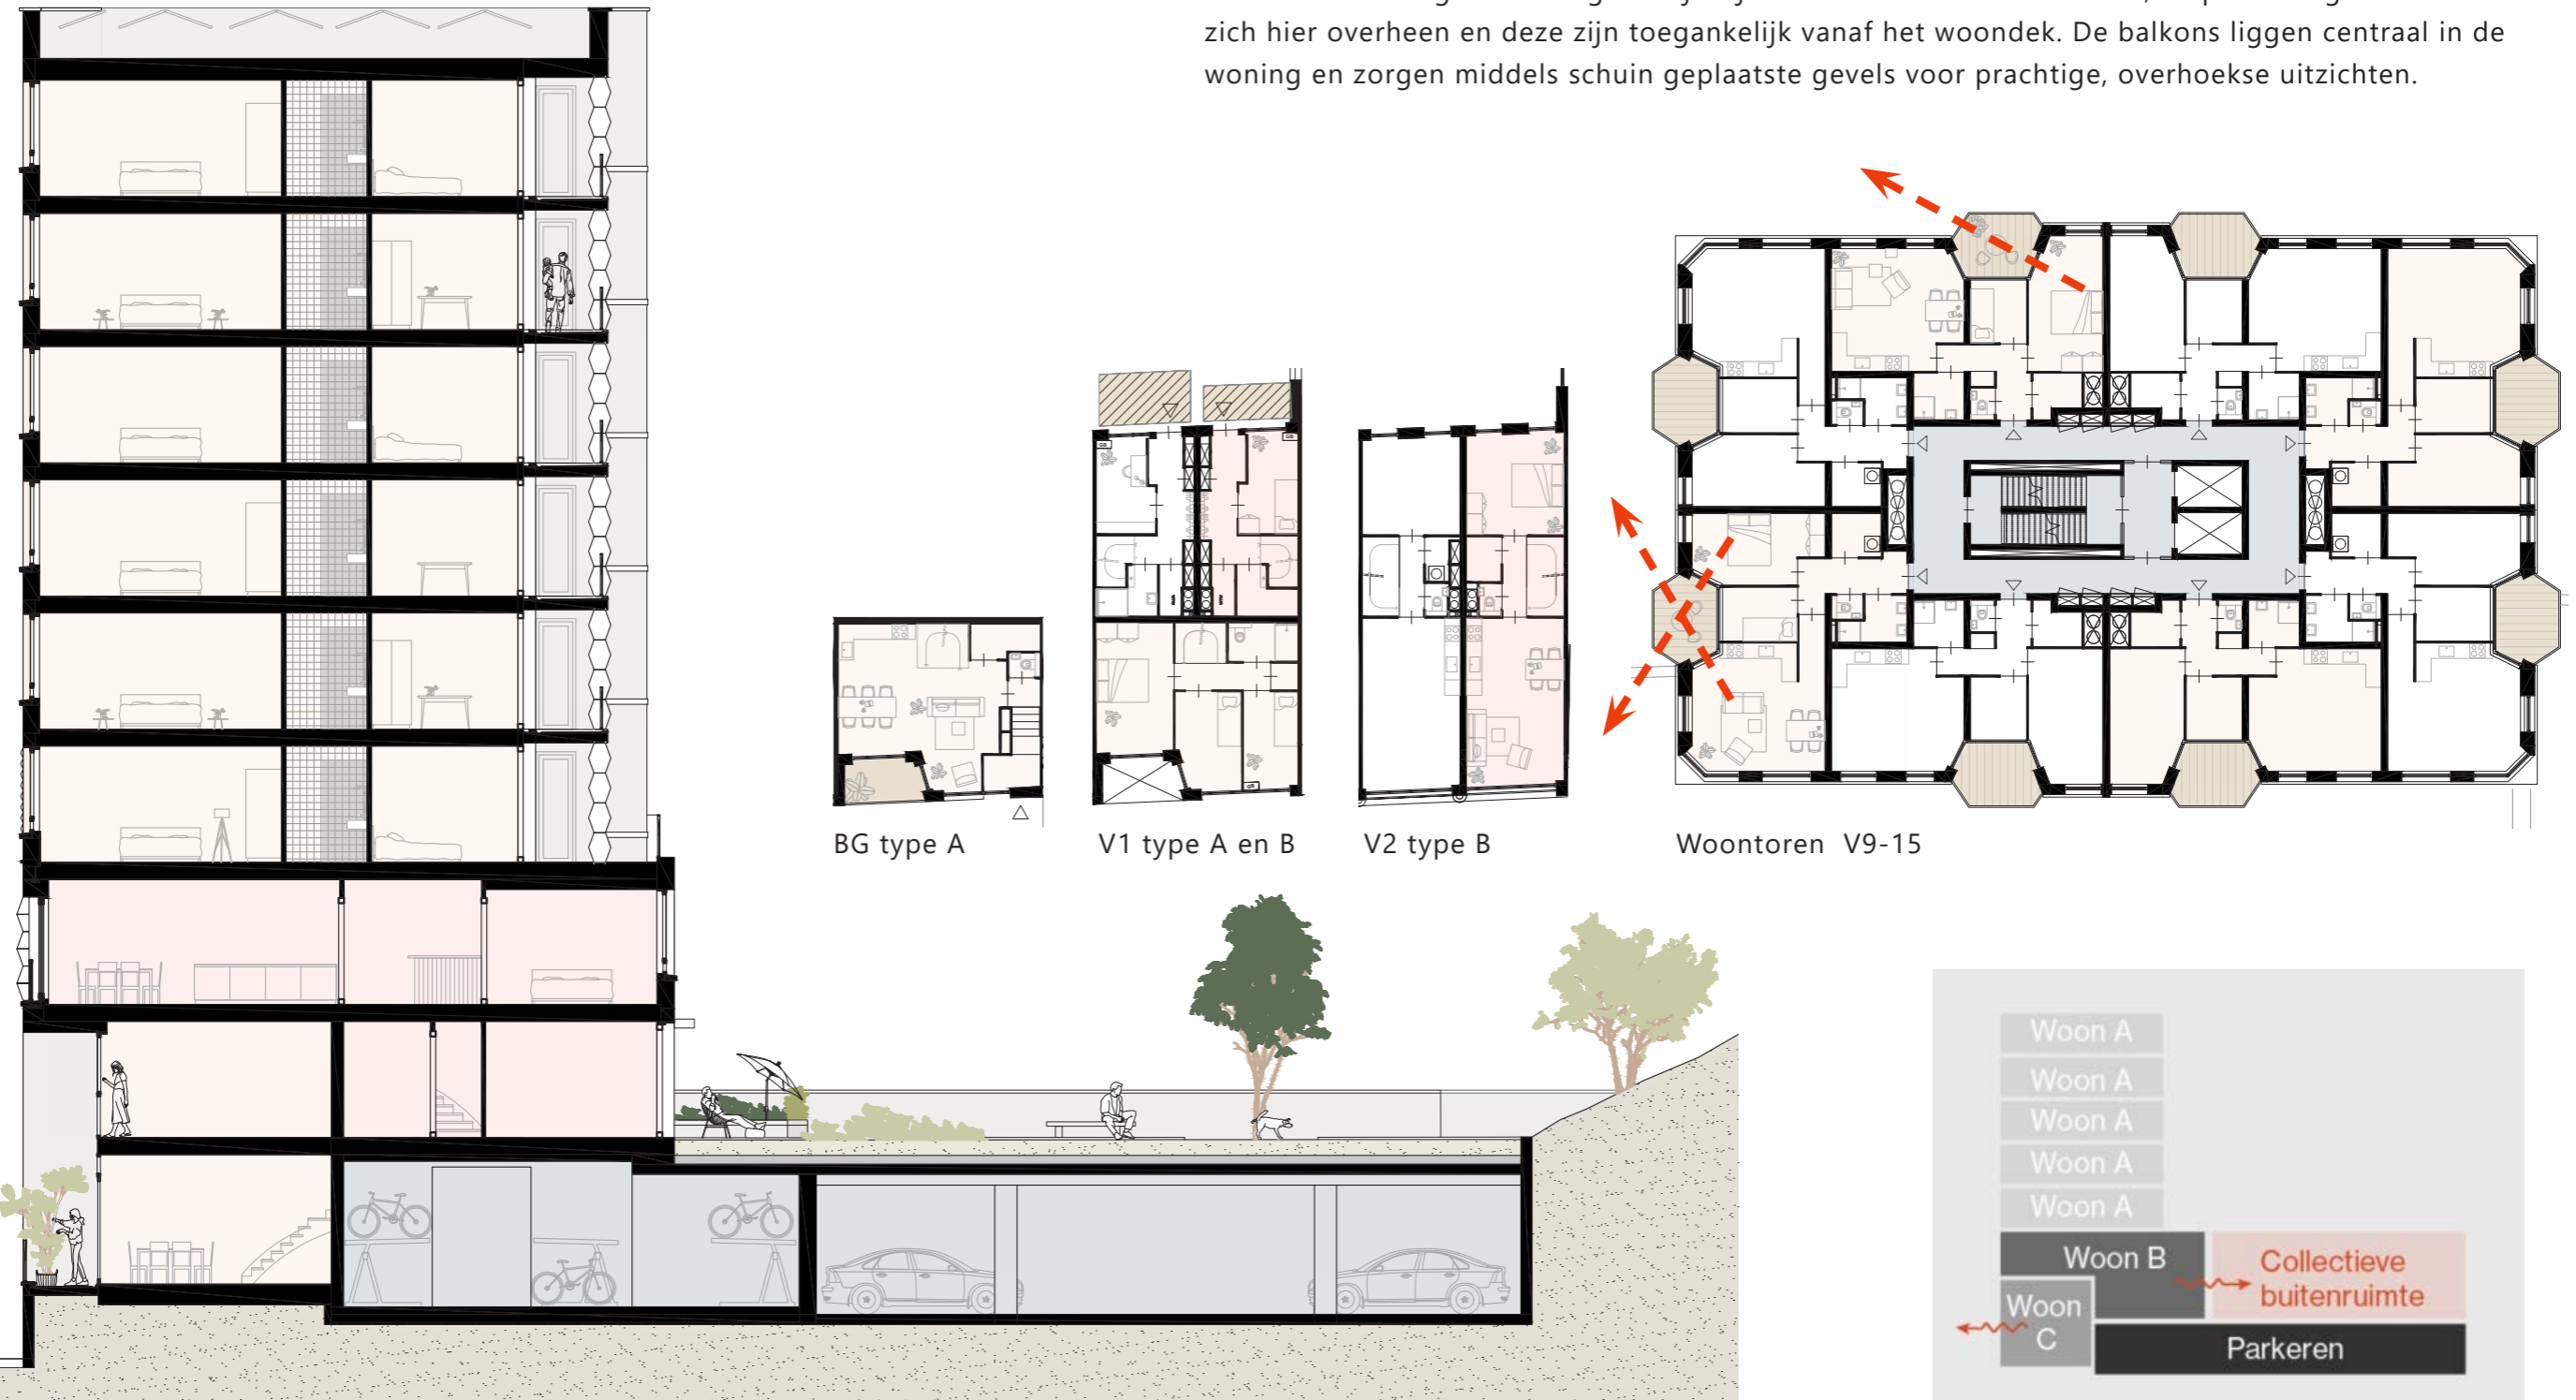 zich hier overheen en deze zijn toegankelijk vanaf het woondek. De balkons liggen centraal in de
woning en zorgen middels schuin geplaatste gevels voor prachtige, overhoekse uitzichten.
BG type A
V1 type A en B
V2 type B
Woontoren V9-15
Woon A
Woon A
Woon A
Woon A
Woon A
Woon B
Collectieve
buitenruimte
Woon
C
Parkeren